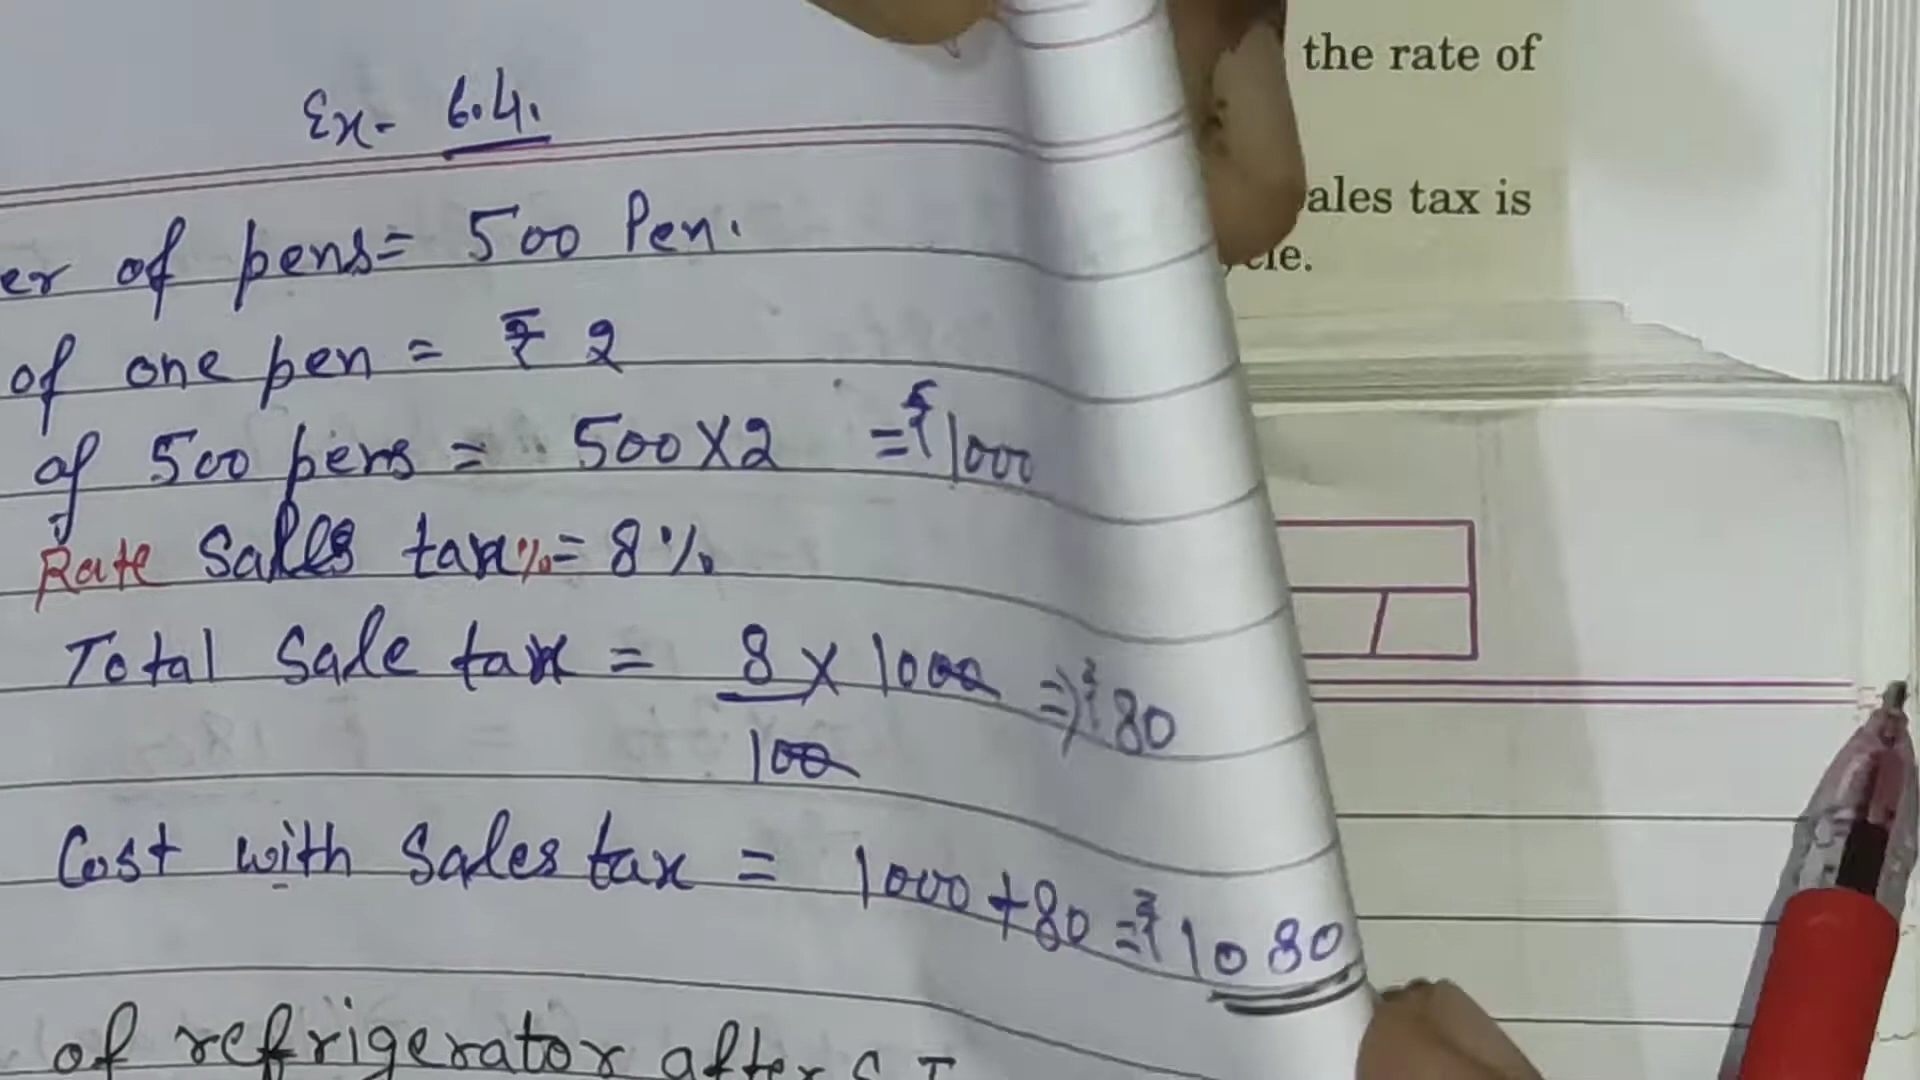 Ex- 6.4.
er of pens = 500 Pen.
of one pen = ₹ 2
of 500 pens = 500 X 2 = ₹ 1000
Rate Sales tax % = 8 %
Total Sale tax = 8 X 1000 ⇒ ₹ 80
100
Cost with Sales tax = 1000 + 80 = ₹ 1080
of refrigerator after S T
the rate of
ales tax is
cle.